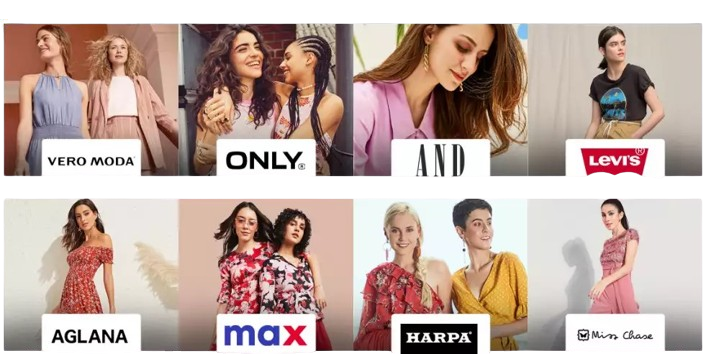 VERO MODA
ONLY
AND
Levi's
AGLANA
max
HARPA
Miss Chase